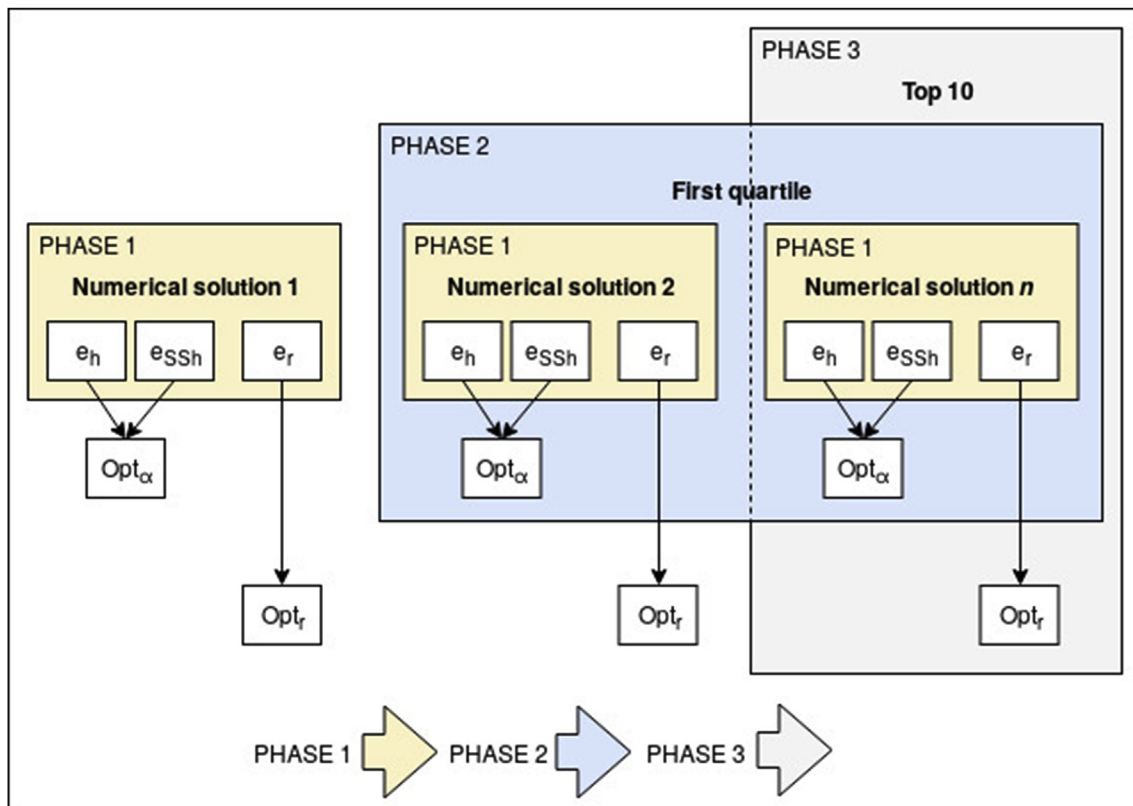 PHASE 3
Top 10
PHASE 2
First quartile
PHASE 1
Numerical solution 1
e_h e_SSh e_r
Opt_α
Opt_r
PHASE 1
Numerical solution 2
e_h e_SSh e_r
Opt_α
Opt_r
PHASE 1
Numerical solution n
e_h e_SSh e_r
Opt_α
Opt_r
PHASE 1 PHASE 2 PHASE 3